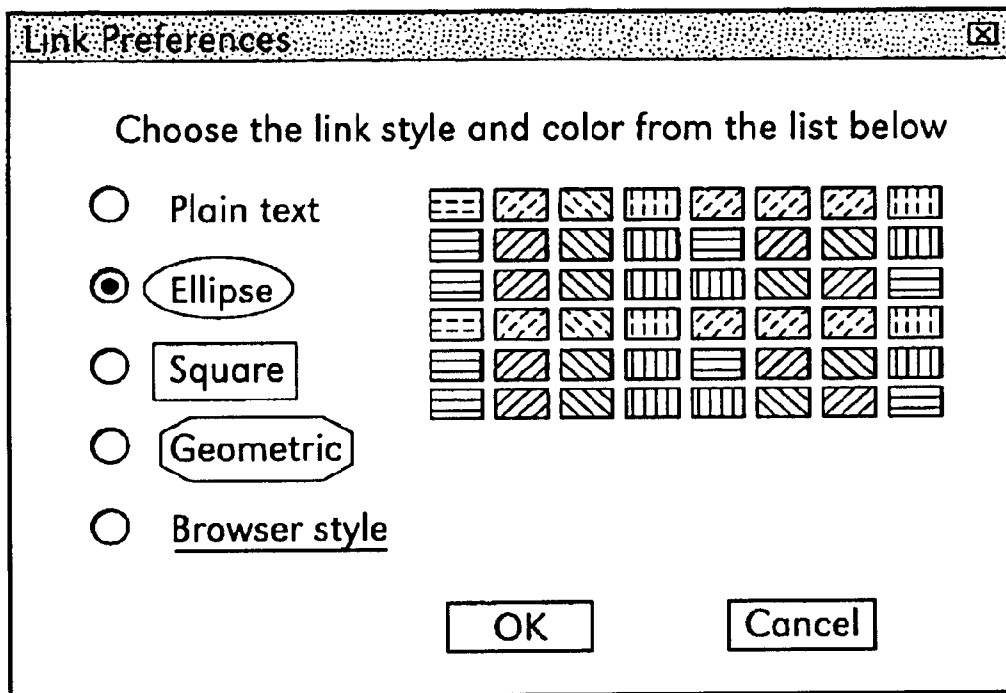 Link Preferences
Choose the link style and color from the list below
Plain text
Ellipse
Square
Geometric
Browser style
OK
Cancel